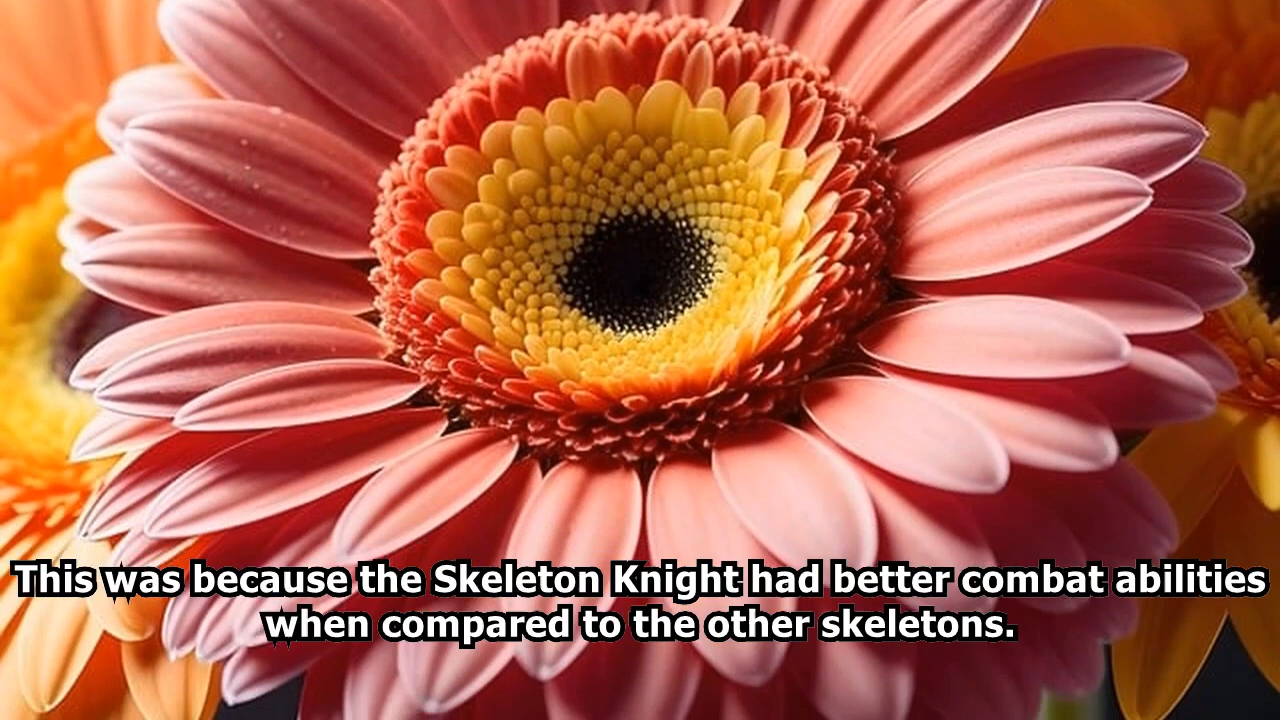 This was because the Skeleton Knight had better combat abilities
when compared to the other skeletons.